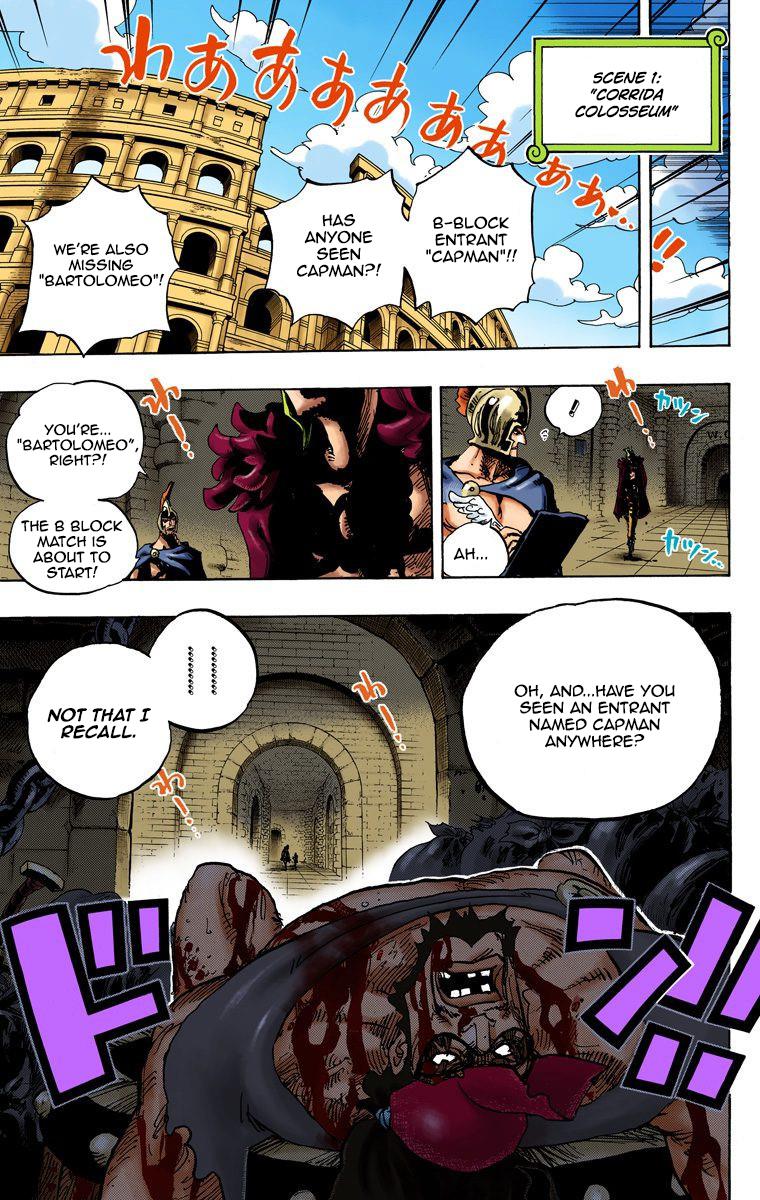 SCENE 1:
"CORRIDA
COLOSSEUM"
わあああああああぁぁ…!!
B-BLOCK
ENTRANT
"CAPMAN"!!
HAS
ANYONE
SEEN
CAPMAN?!
WE'RE ALSO
MISSING
"BARTOLOMEO"!
カツン
わー…
!
W.C
AH...
カツン…
わー…
YOU'RE...
"BARTOLOMEO",
RIGHT?!
THE B BLOCK
MATCH IS
ABOUT TO
START!
OH, AND...HAVE YOU
SEEN AN ENTRANT
NAMED CAPMAN
ANYWHERE?
わー…
NOT THAT I
RECALL.
わー…
ドン!!